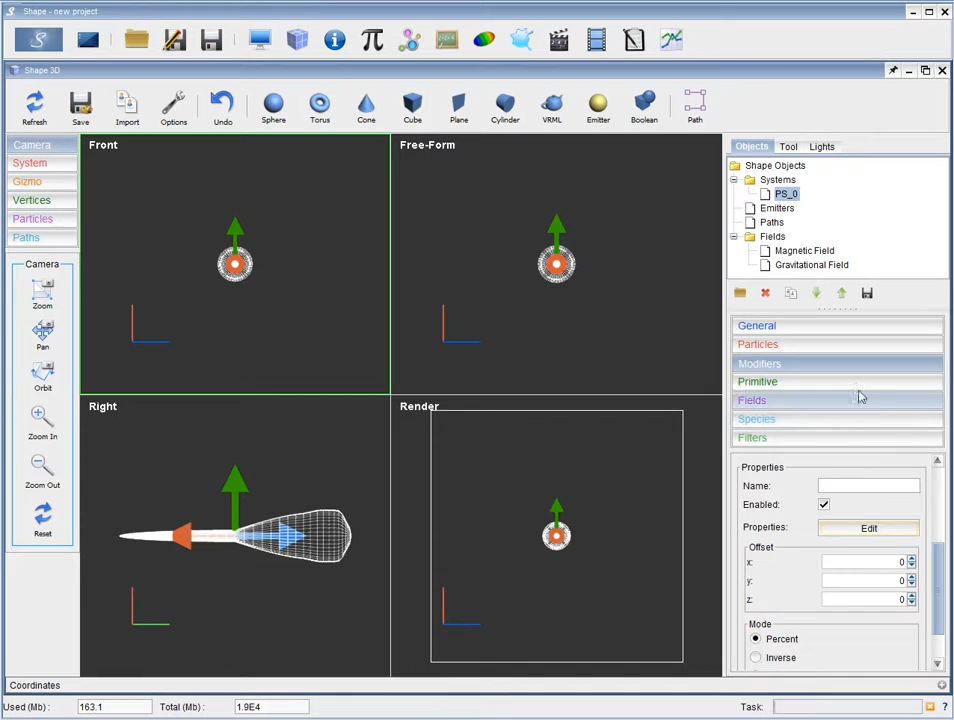 Shape - new project
S
Shape 3D
Refresh
Save
Import
Options
Undo
Sphere
Torus
Cone
Cube
Plane
Cylinder
VRML
Emitter
Boolean
Path
Camera
System
Gizmo
Vertices
Particles
Paths
Camera
Zoom
Pan
Orbit
Zoom In
Zoom Out
Reset
Front
Free-Form
Right
Render
Objects Tool Lights
Shape Objects
Systems
PS_0
Emitters
Paths
Fields
Magnetic Field
Gravitational Field
General
Particles
Modifiers
Primitive
Fields
Species
Filters
Properties
Name:
Enabled:
Properties: Edit
Offset
x: 0
y: 0
z: 0
Mode
Percent
Inverse
Coordinates
Used (Mb): 163.1 Total (Mb): 1.9E4 Task: ?